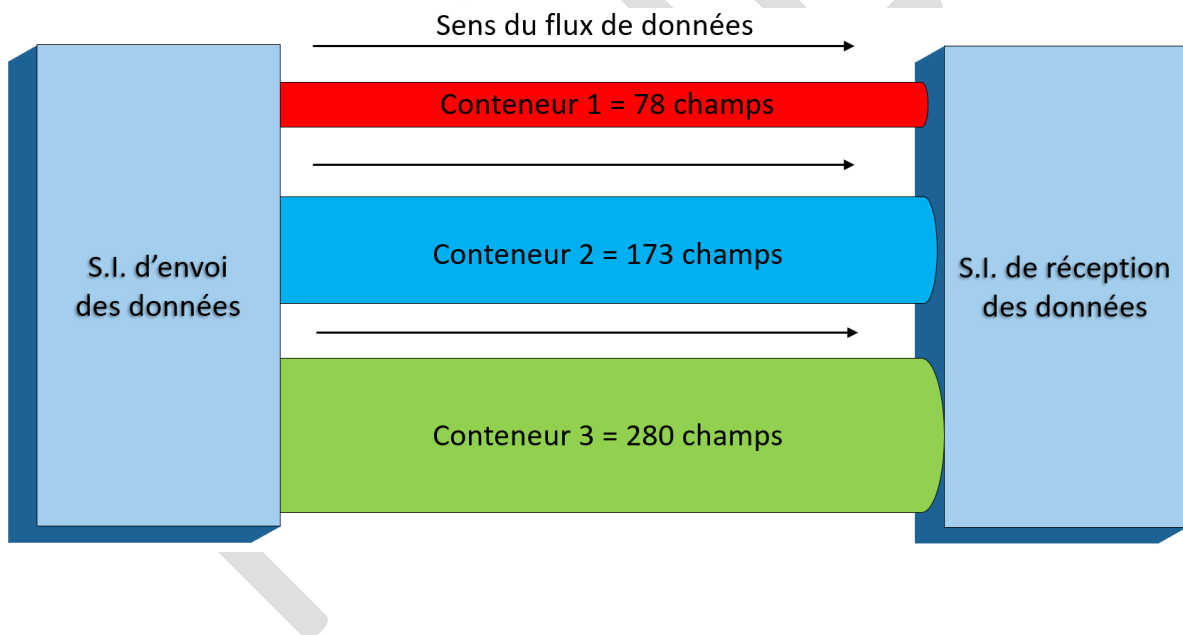 Sens du flux de données
Conteneur 1 = 78 champs
Conteneur 2 = 173 champs
S.I. d’envoi
des données
S.I. de réception
des données
Conteneur 3 = 280 champs